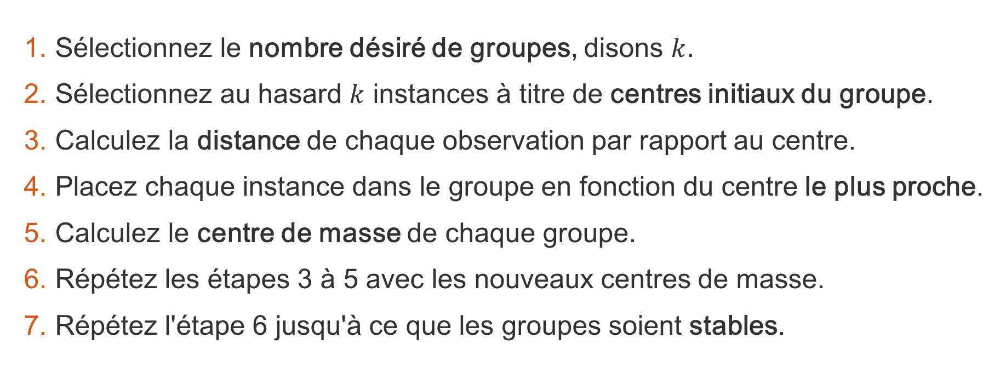 1. Sélectionnez le nombre désiré de groupes, disons k.
2. Sélectionnez au hasard k instances à titre de centres initiaux du groupe.
3. Calculez la distance de chaque observation par rapport au centre.
4. Placez chaque instance dans le groupe en fonction du centre le plus proche.
5. Calculez le centre de masse de chaque groupe.
6. Répétez les étapes 3 à 5 avec les nouveaux centres de masse.
7. Répétez l'étape 6 jusqu'à ce que les groupes soient stables.